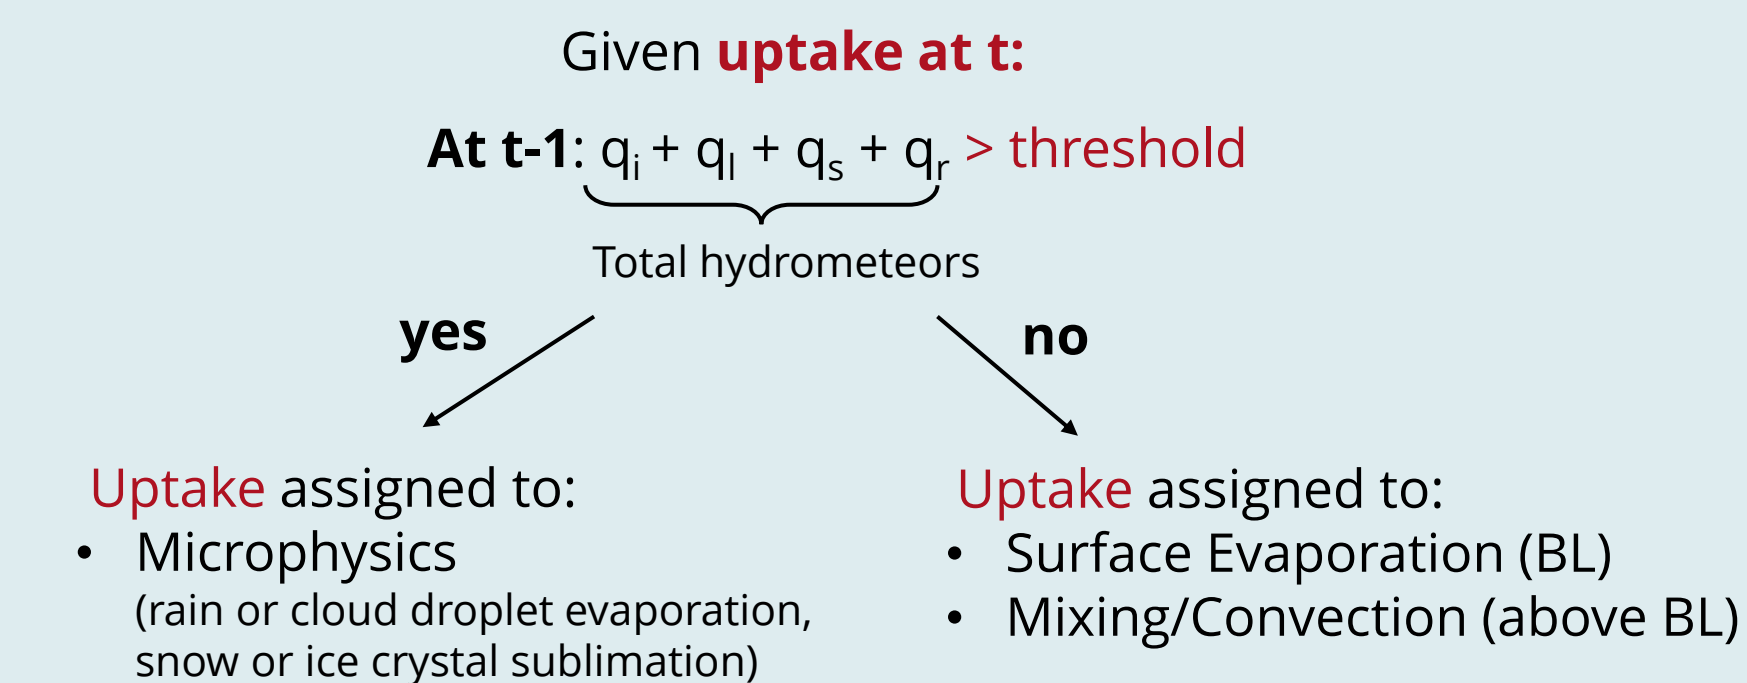 Given uptake at t:
At t-1: qi + ql + qs + qr > threshold
Total hydrometeors
yes
no
Uptake assigned to:
• Microphysics
(rain or cloud droplet evaporation,
snow or ice crystal sublimation)
Uptake assigned to:
• Surface Evaporation (BL)
• Mixing/Convection (above BL)